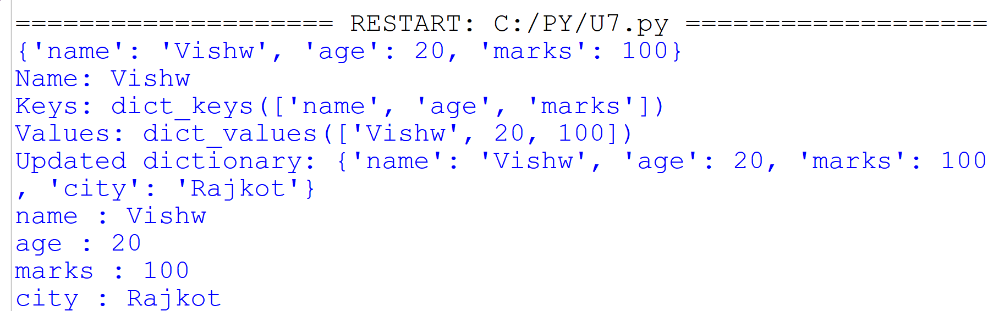 ==================== RESTART: C:/PY/U7.py ===================
{'name': 'Vishw', 'age': 20, 'marks': 100}
Name: Vishw
Keys: dict_keys(['name', 'age', 'marks'])
Values: dict_values(['Vishw', 20, 100])
Updated dictionary: {'name': 'Vishw', 'age': 20, 'marks': 100
, 'city': 'Rajkot'}
name : Vishw
age : 20
marks : 100
city : Rajkot